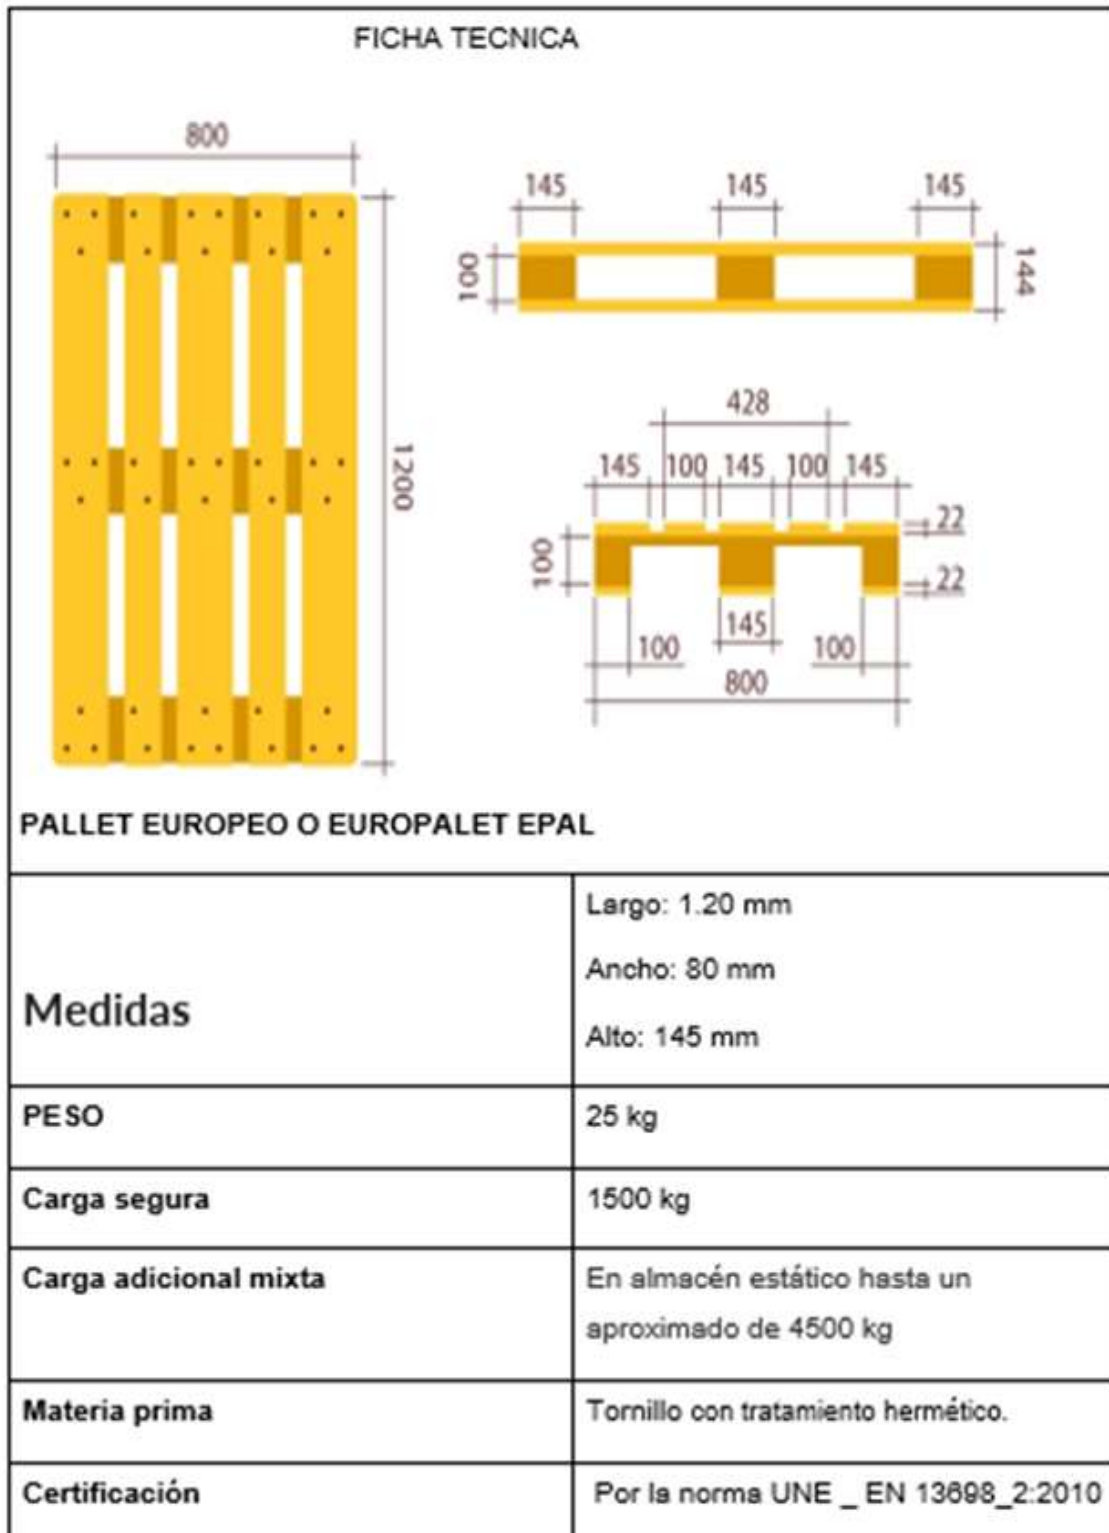 FICHA TECNICA
800
1200
145 145 145
100
144
428
145 100 145 100 145
22
100
22
145
100 100
800
PALLET EUROPEO O EUROPALET EPAL
Medidas
Largo: 1.20 mm
Ancho: 80 mm
Alto: 145 mm
PESO
25 kg
Carga segura
1500 kg
Carga adicional mixta
En almacén estático hasta un
aproximado de 4500 kg
Materia prima
Tornillo con tratamiento hermético.
Certificación
Por la norma UNE _ EN 13698_2:2010